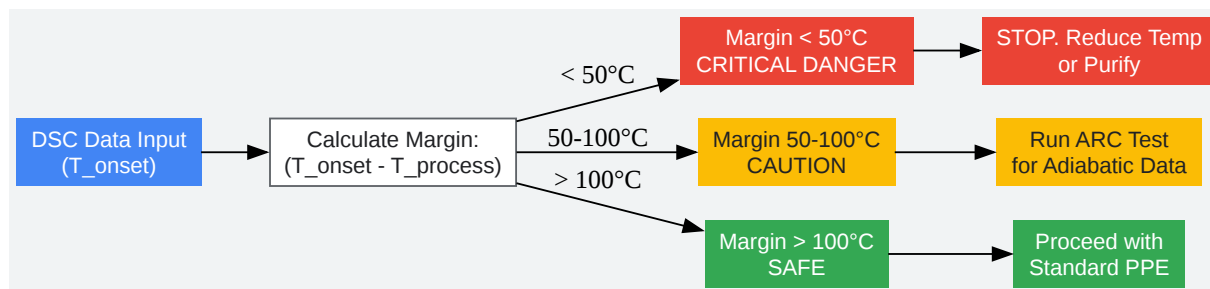 DSC Data Input
(T_onset)
Calculate Margin:
(T_onset - T_process)
< 50°C
50-100°C
> 100°C
Margin < 50°C
CRITICAL DANGER
STOP. Reduce Temp
or Purify
Margin 50-100°C
CAUTION
Run ARC Test
for Adiabatic Data
Margin > 100°C
SAFE
Proceed with
Standard PPE